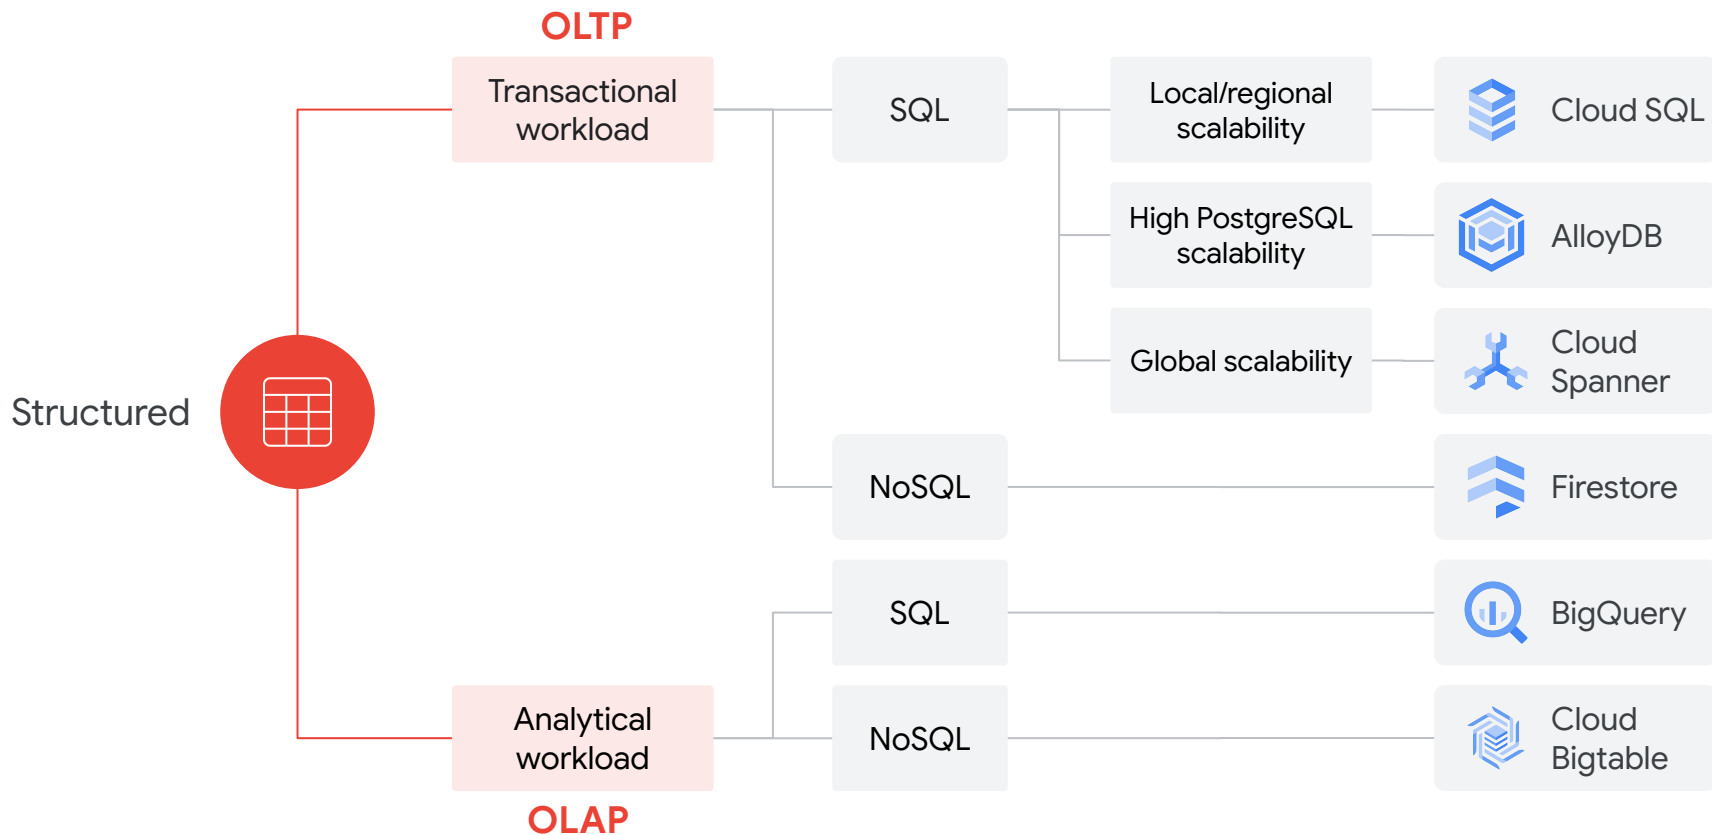 OLTP
Transactional
workload
SQL
Local/regional
scalability
Cloud SQL
High PostgreSQL
scalability
AlloyDB
Global scalability
Cloud
Spanner
Structured
NoSQL
Firestore
SQL
BigQuery
Analytical
workload
NoSQL
Cloud
Bigtable
OLAP